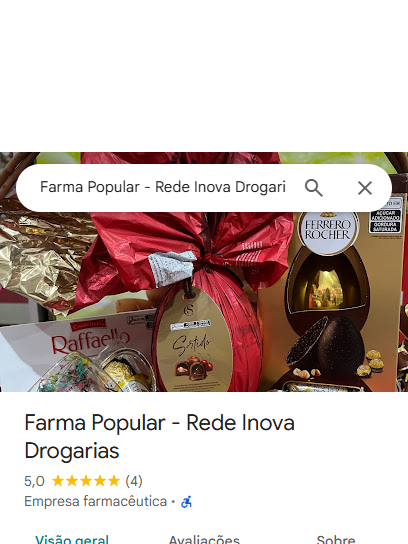 Farma Popular - Rede Inova Drogari
AÇÚCAR
ADICIONADO
GORDURA
SATURADA
FERRERO
ROCHER
Raffaello
CS
Sortido
Farma Popular - Rede Inova
Drogarias
5,0 ★★★★★ (4)
Empresa farmacêutica •
Visão geral Avaliações Sobre